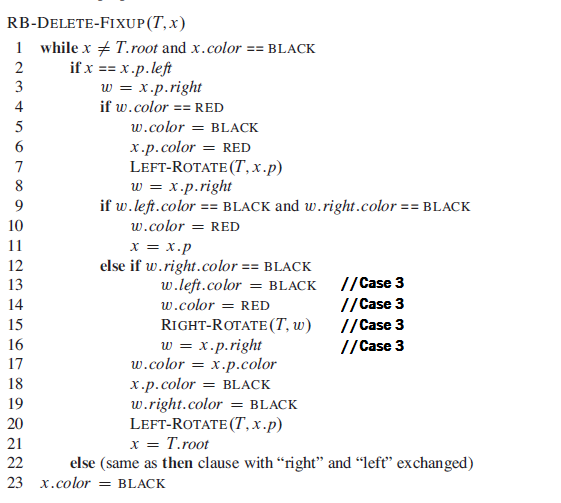 RB-DELETE-FIXUP(T, x)
1 while x ≠ T.root and x.color == BLACK
2 if x == x.p.left
3 w = x.p.right
4 if w.color == RED
5 w.color = BLACK
6 x.p.color = RED
7 LEFT-ROTATE(T, x.p)
8 w = x.p.right
9 if w.left.color == BLACK and w.right.color == BLACK
10 w.color = RED
11 x = x.p
12 else if w.right.color == BLACK
13 w.left.color = BLACK //Case 3
14 w.color = RED //Case 3
15 RIGHT-ROTATE(T, w) //Case 3
16 w = x.p.right //Case 3
17 w.color = x.p.color
18 x.p.color = BLACK
19 w.right.color = BLACK
20 LEFT-ROTATE(T, x.p)
21 x = T.root
22 else (same as then clause with “right” and “left” exchanged)
23 x.color = BLACK